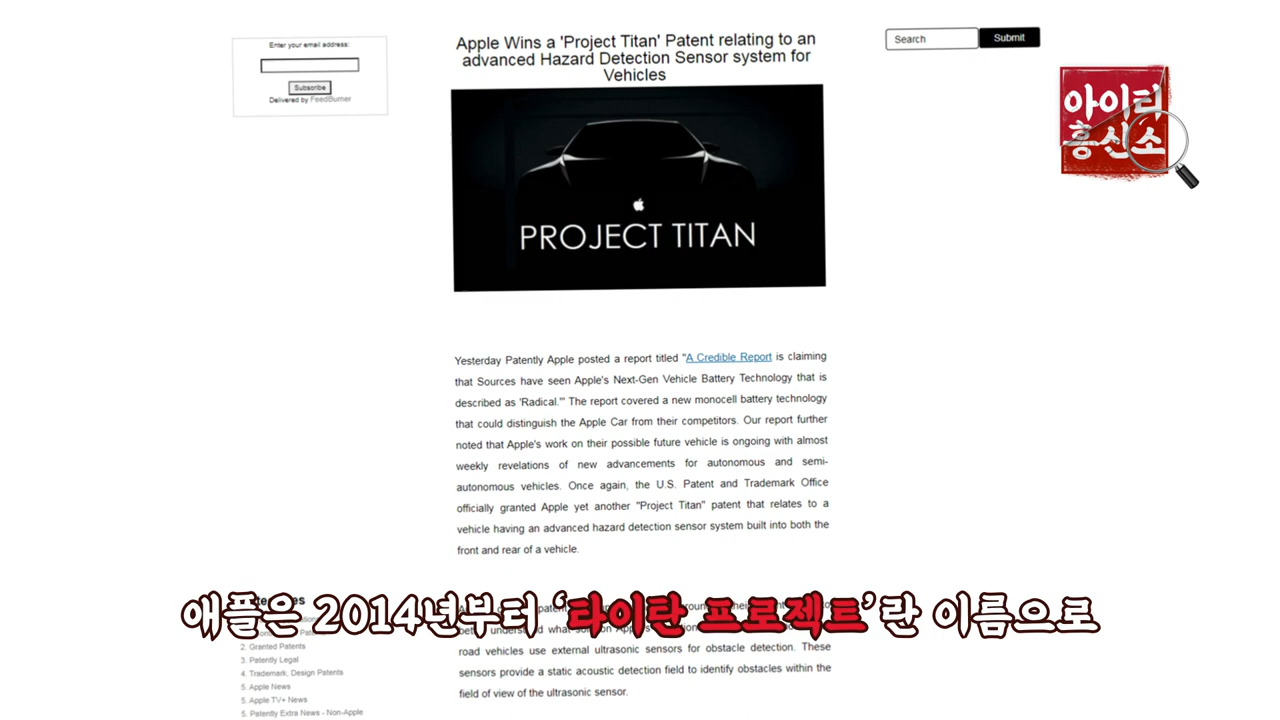 Enter your email address:
Subscribe
Delivered by FeedBurner
Apple Wins a 'Project Titan' Patent relating to an
advanced Hazard Detection Sensor system for
Vehicles
Search
Submit
아이티
흥신소
PROJECT TITAN
Yesterday Patently Apple posted a report titled "A Credible Report is claiming
that Sources have seen Apple's Next-Gen Vehicle Battery Technology that is
described as 'Radical.'" The report covered a new monocell battery technology
that could distinguish the Apple Car from their competitors. Our report further
noted that Apple's work on their possible future vehicle is ongoing with almost
weekly revelations of new advancements for autonomous and semi-
autonomous vehicles. Once again, the U.S. Patent and Trademark Office
officially granted Apple yet another "Project Titan" patent that relates to a
vehicle having an advanced hazard detection sensor system built into both the
front and rear of a vehicle.
애플은 2014년부터 ‘타이탄 프로젝트’란 이름으로
road vehicles use external ultrasonic sensors for obstacle detection. These
sensors provide a static acoustic detection field to identify obstacles within the
field of view of the ultrasonic sensor.
2. Granted Patents
3. Patently Legal
4. Trademark, Design Patents
5. Apple News
5. Apple TV+ News
5. Patently Extra News - Non-Apple